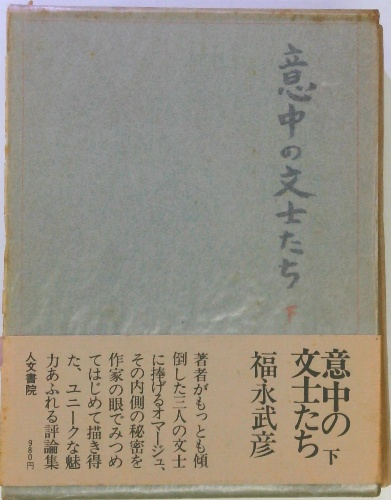 意中の文士たち
下
意中の
文士たち 下
福永武彦
著者がもっとも傾
倒した三人の文士
に捧げるオマージュ、
その内側の秘密を
作家の眼でみつめ
てはじめて描き得
た、ユニークな魅
力あふれる評論集
人文書院
980円